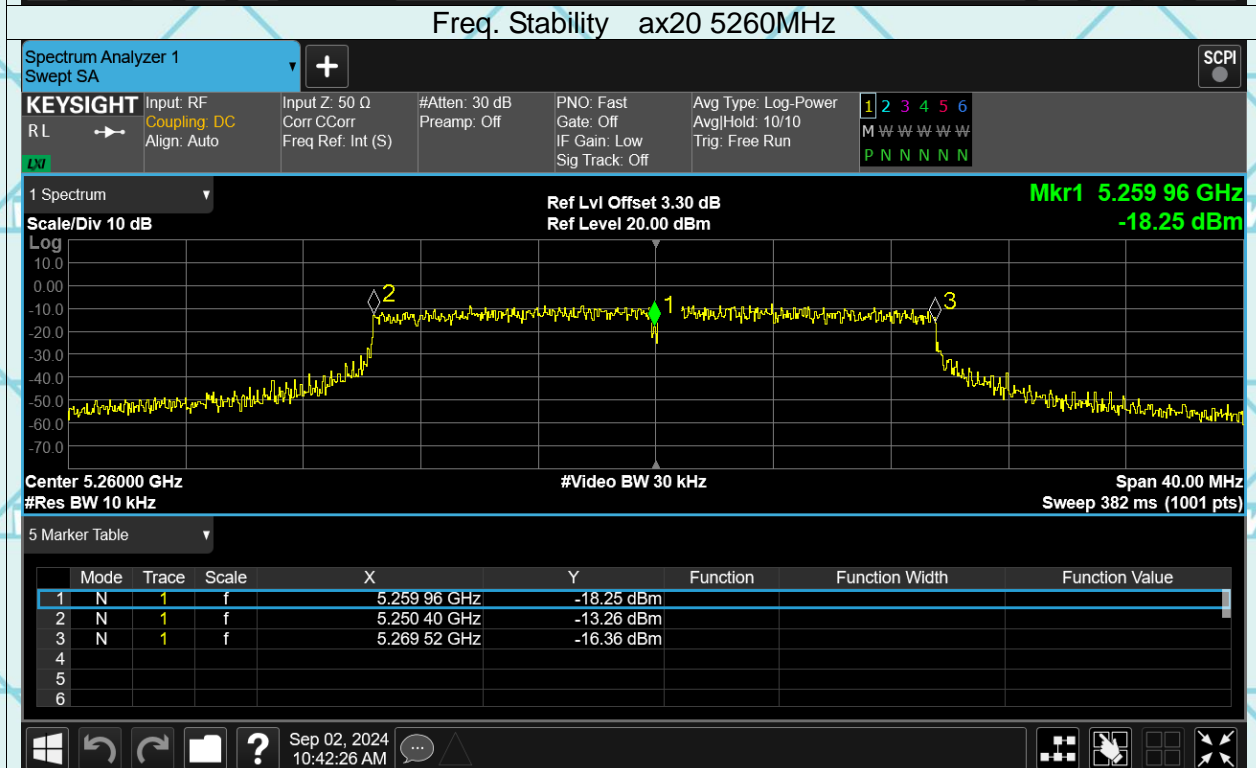 Freq. Stability ax20 5260MHz
Spectrum Analyzer 1
Swept SA
+
SCPI
KEYSIGHT
R L
LXI
Input: RF
Coupling: DC
Align: Auto
Input Z: 50 Ω
Corr CCorr
Freq Ref: Int (S)
#Atten: 30 dB
Preamp: Off
PNO: Fast
Gate: Off
IF Gain: Low
Sig Track: Off
Avg Type: Log-Power
Avg|Hold: 10/10
Trig: Free Run
1 2 3 4 5 6
M W W W W W
P N N N N N
1 Spectrum
Scale/Div 10 dB
Ref Lvl Offset 3.30 dB
Ref Level 20.00 dBm
Mkr1 5.259 96 GHz
-18.25 dBm
Log
10.0
0.00
-10.0
-20.0
-30.0
-40.0
-50.0
-60.0
-70.0
2
1
3
Center 5.26000 GHz
#Res BW 10 kHz
#Video BW 30 kHz
Span 40.00 MHz
Sweep 382 ms (1001 pts)
5 Marker Table
Mode Trace Scale X Y Function Function Width Function Value
1 N 1 f 5.259 96 GHz -18.25 dBm
2 N 1 f 5.250 40 GHz -13.26 dBm
3 N 1 f 5.269 52 GHz -16.36 dBm
4
5
6
?
Sep 02, 2024
10:42:26 AM